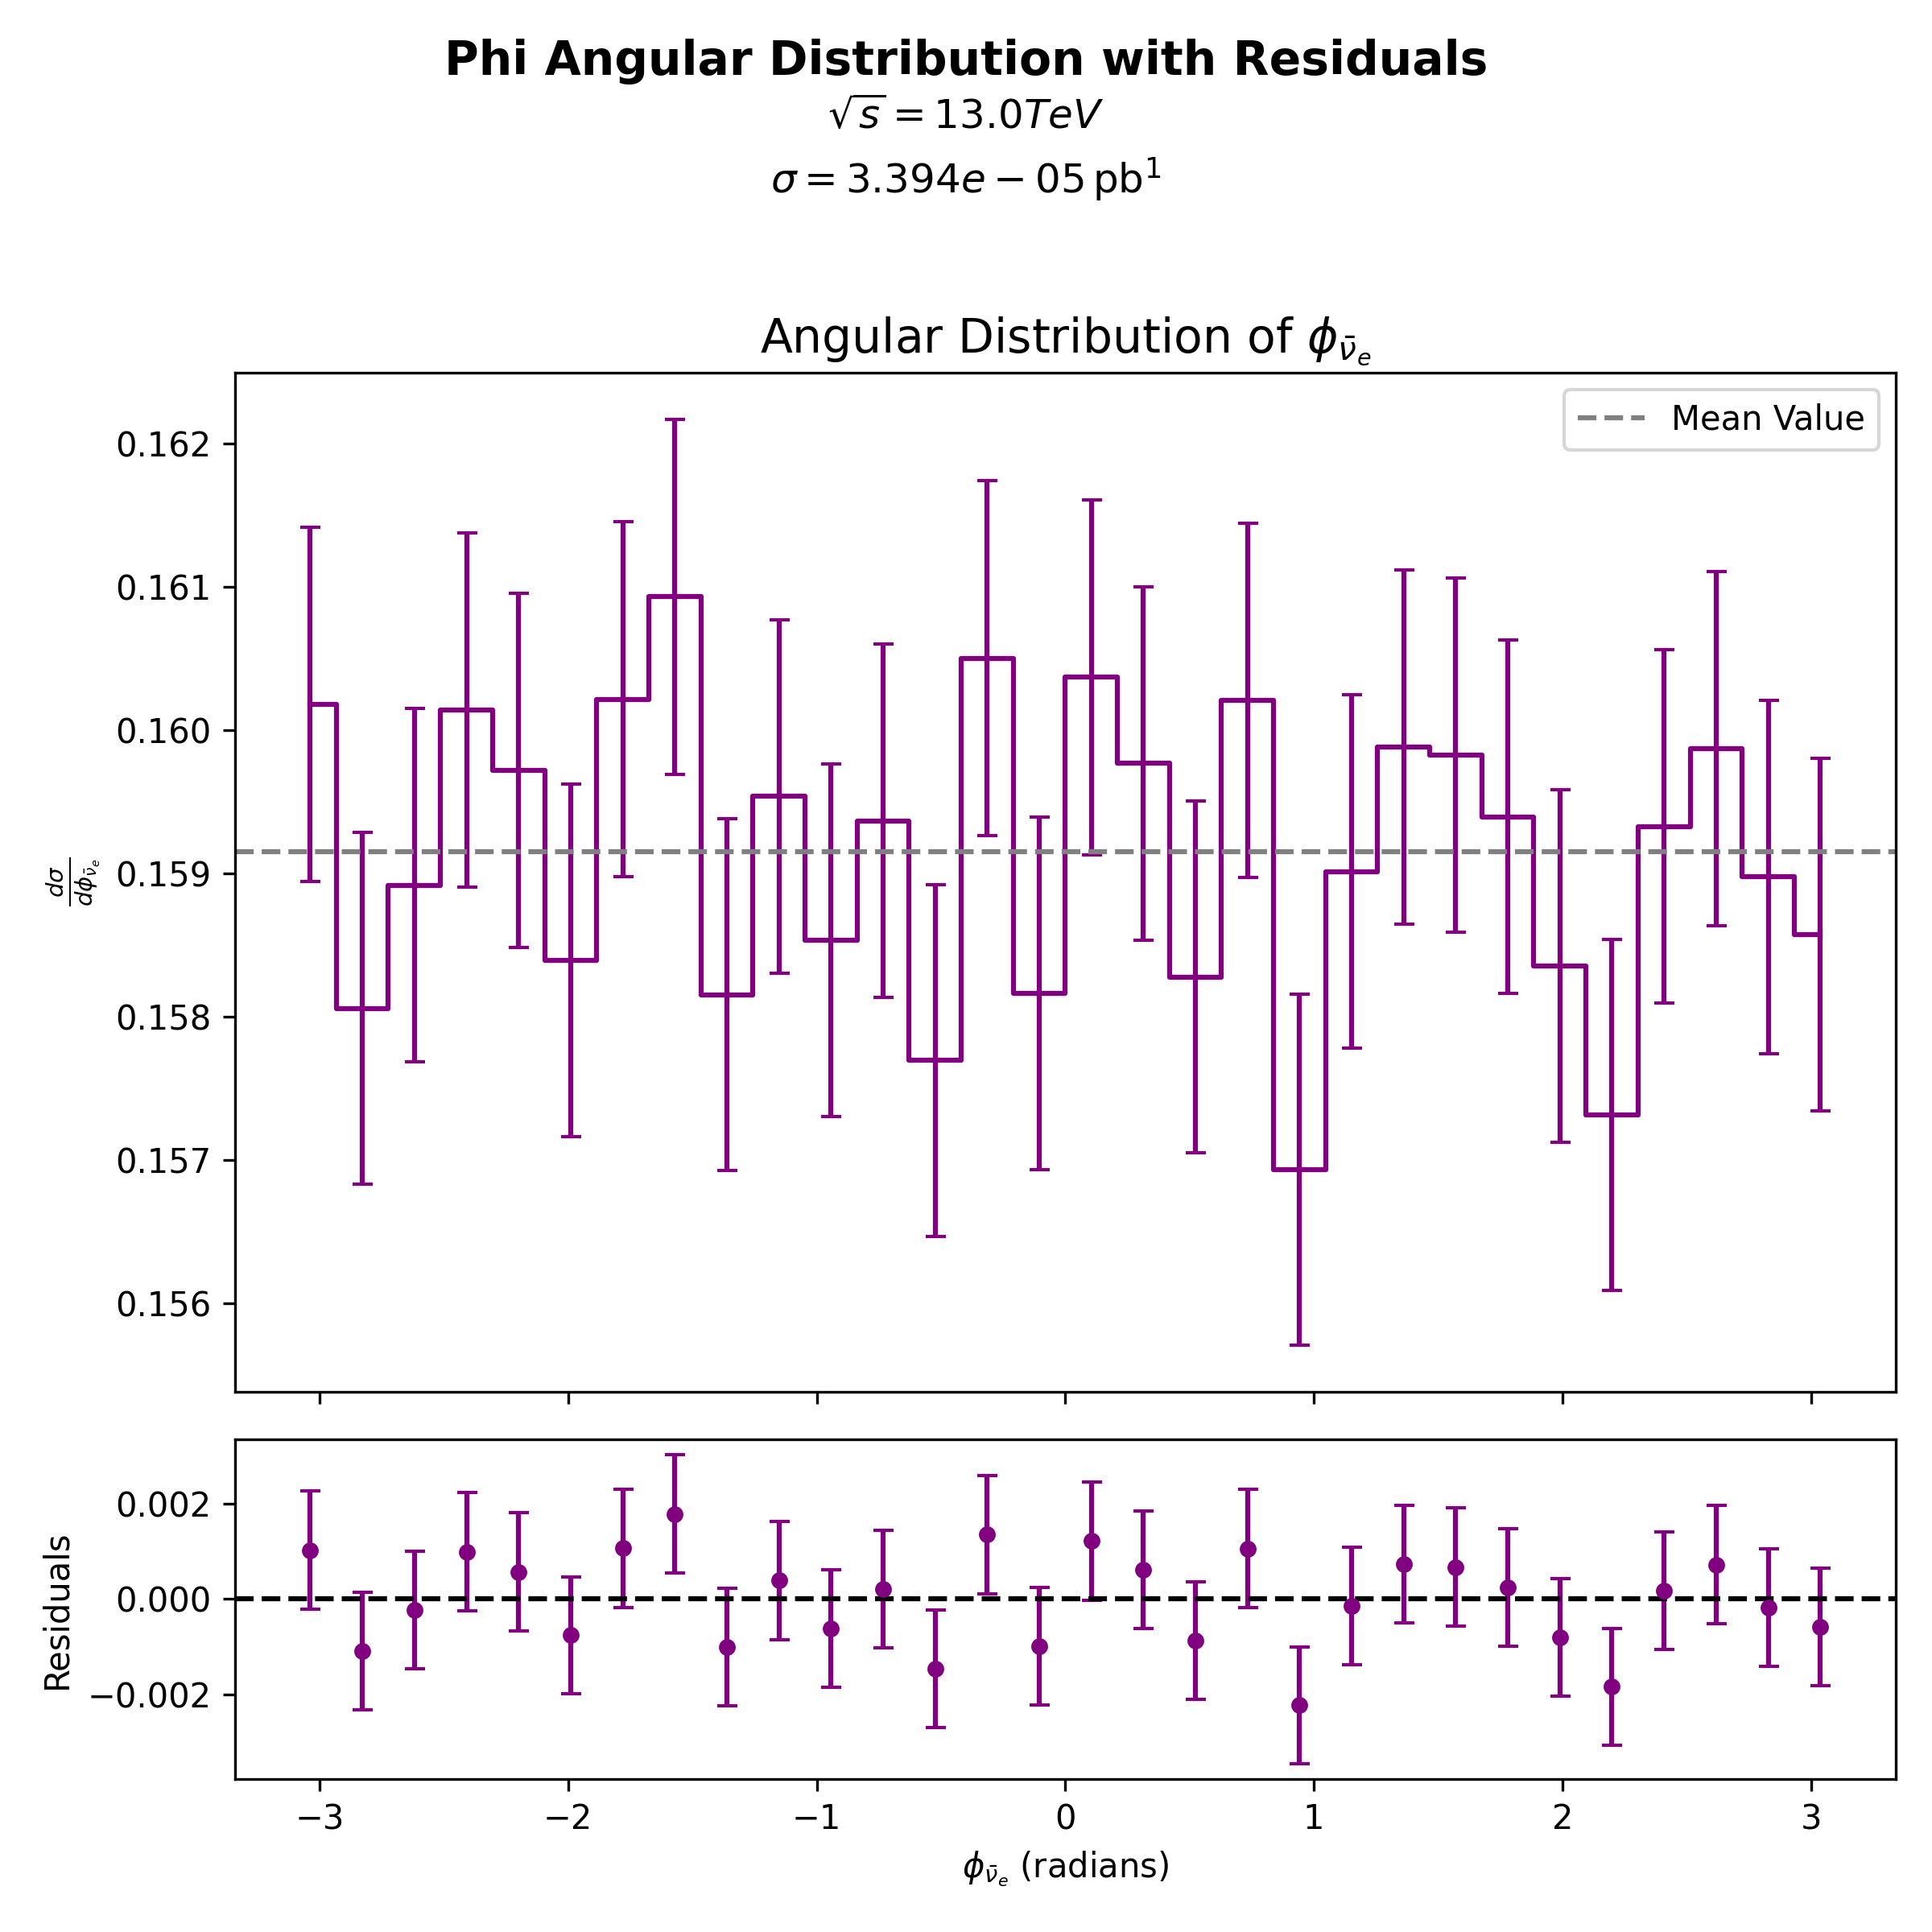 Phi Angular Distribution with Residuals
√s = 13.0TeV
σ = 3.394e − 05 pb¹
Angular Distribution of ϕ_ν̄ₑ
Mean Value
0.162
0.161
0.160
0.159
0.158
0.157
0.156
dσ
dϕ_ν̄ₑ
0.002
0.000
−0.002
Residuals
−3 −2 −1 0 1 2 3
ϕ_ν̄ₑ (radians)